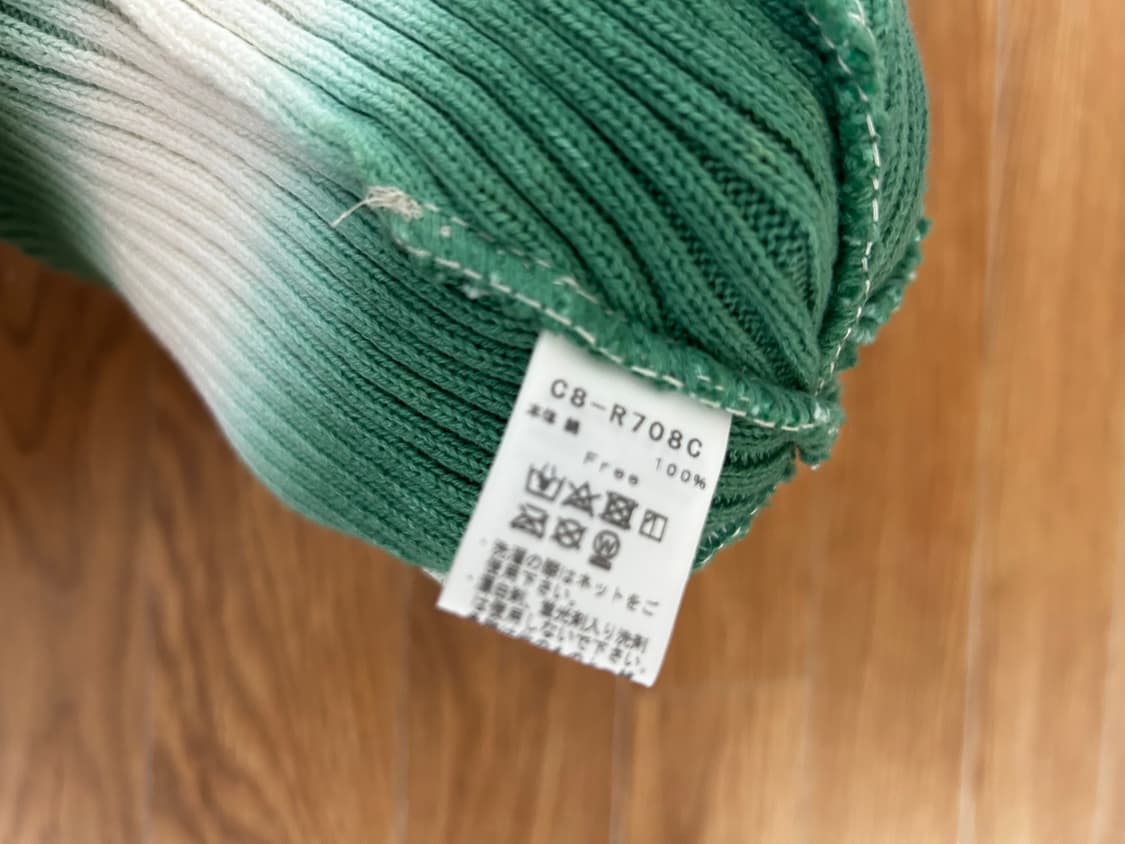 C8-R708C
本体 綿 100%
Free
・洗濯の際はネットをご
使用下さい。
・漂白剤、蛍光剤入り洗剤
は使用しないで下さい。